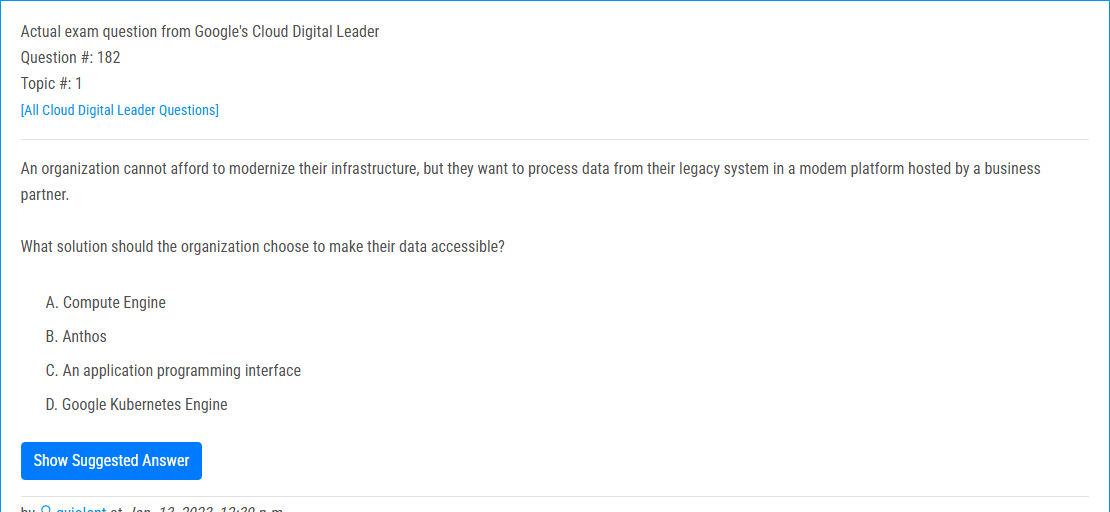 Actual exam question from Google's Cloud Digital Leader
Question #: 182
Topic #: 1
[All Cloud Digital Leader Questions]
An organization cannot afford to modernize their infrastructure, but they want to process data from their legacy system in a modem platform hosted by a business
partner.
What solution should the organization choose to make their data accessible?
A. Compute Engine
B. Anthos
C. An application programming interface
D. Google Kubernetes Engine
Show Suggested Answer